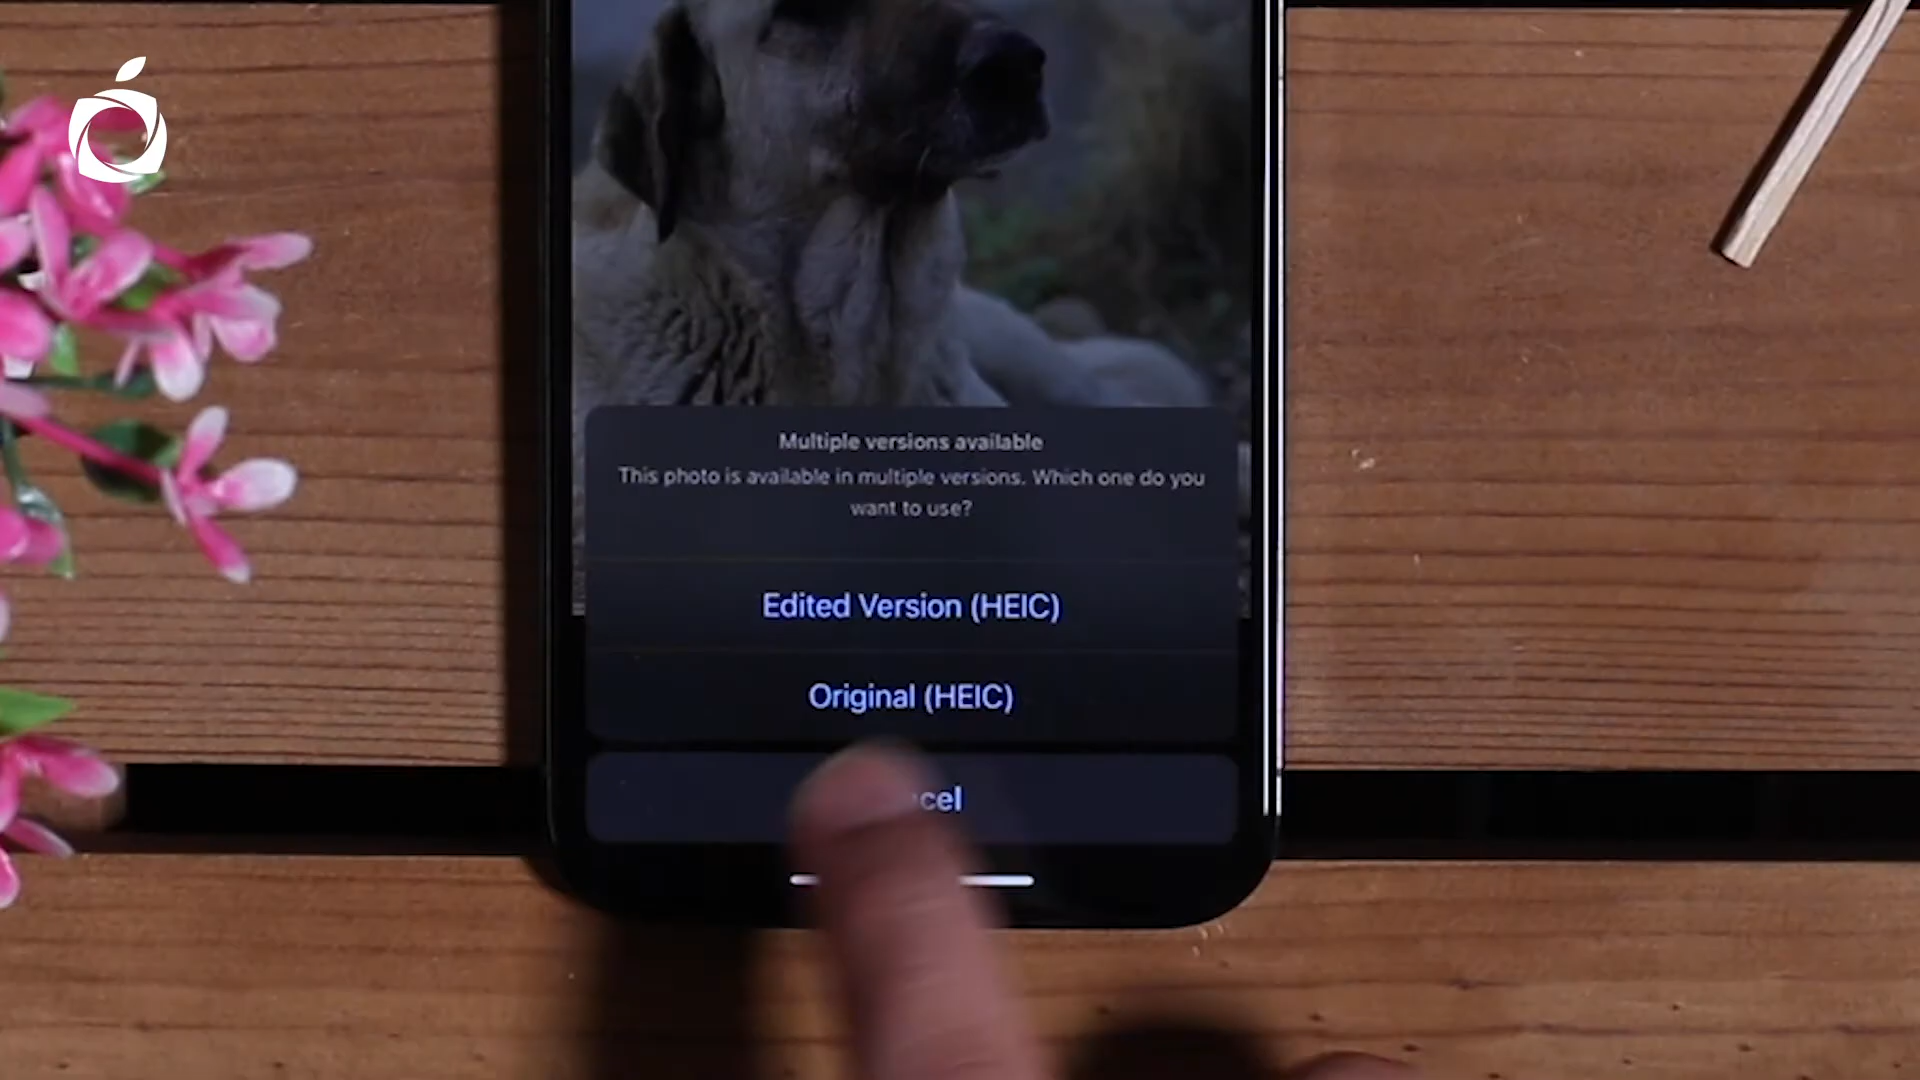 Multiple versions available
This photo is available in multiple versions. Which one do you
want to use?
Edited Version (HEIC)
Original (HEIC)